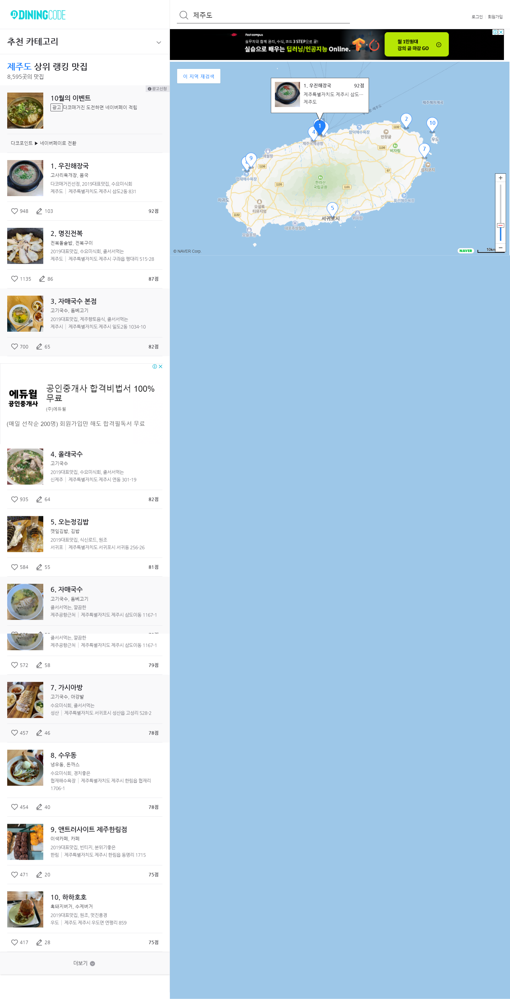 DININGCODE
제주도
로그인
회원가입
추천 카테고리
제주도 상위 랭킹 맛집
8,595곳의 맛집
광고신청
10월의 이벤트
광고 다코매거진 도전하면 네이버페이 적립
다코포인트 ▶ 네이버페이로 전환
1. 우진해장국
고사리육개장, 몸국
다코매거진선정, 2019대표맛집, 수요미식회
제주도 | 제주특별자치도 제주시 삼도2동 831
948 103 92점
2. 명진전복
전복돌솥밥, 전복구이
2019대표맛집, 수요미식회, 줄서서먹는
제주도 | 제주특별자치도 제주시 구좌읍 평대리 515-28
1135 86 87점
3. 자매국수 본점
고기국수, 돔베고기
2019대표맛집, 제주향토음식, 줄서서먹는
제주시 | 제주특별자치도 제주시 일도2동 1034-10
700 65 82점
에듀윌
공인중개사
공인중개사 합격비법서 100%
무료
(주)에듀윌
(매일 선착순 200명) 회원가입만 해도 합격필독서 무료
4. 올래국수
고기국수
2019대표맛집, 수요미식회, 줄서서먹는
신제주 | 제주특별자치도 제주시 연동 301-19
935 64 82점
5. 오는정김밥
깻잎김밥, 김밥
2019대표맛집, 식신로드, 원조
서귀포 | 제주특별자치도 서귀포시 서귀동 256-26
584 55 81점
6. 자매국수
고기국수, 돔베고기
줄서서먹는, 깔끔한
제주공항근처 | 제주특별자치도 제주시 삼도이동 1167-1
줄서서먹는, 깔끔한
제주공항근처 | 제주특별자치도 제주시 삼도이동 1167-1
572 58 79점
7. 가시아방
고기국수, 아강발
수요미식회, 줄서서먹는
성산 | 제주특별자치도 서귀포시 성산읍 고성리 528-2
457 46 78점
8. 수우동
냉우동, 돈까스
수요미식회, 경치좋은
협재해수욕장 | 제주특별자치도 제주시 한림읍 협재리
1706-1
454 40 78점
9. 앤트러사이트 제주한림점
이색카페, 카페
2019대표맛집, 빈티지, 분위기좋은
한림 | 제주특별자치도 제주시 한림읍 동명리 1715
471 20 75점
10. 하하호호
흑돼지버거, 수제버거
2019대표맛집, 원조, 멋진풍경
우도 | 제주도 제주시 우도면 연평리 859
417 28 75점
더보기
fast campus
실무자와 함께 원리, 수식, 코드 3 STEP으로 끝!
실습으로 배우는 딥러닝/인공지능 Online.
월 1만원대
강의 곧 마감 GO
이 지역 재검색
1. 우진해장국 92점
제주특별자치도 제주시 삼도…
제주도
제주해저계곡
2
10
1132
1
4
함덕해수욕장
만장굴
우도
제주국제공항
1136
비자림
7
애월항
9
8
1136
97
섭지코지
협재해수욕장
1135
한라산
국립공원
1131
차귀도
오설록
티뮤지엄
표선해수욕장
5
1132
서귀포시
위미항
대포주상절리
모슬포항
© NAVER Corp.
NAVER
10km